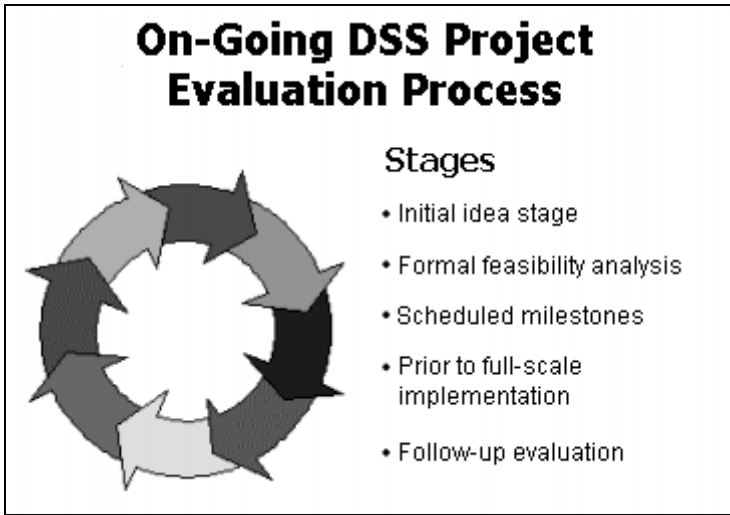 On-Going DSS Project
Evaluation Process
Stages
• Initial idea stage
• Formal feasibility analysis
• Scheduled milestones
• Prior to full-scale
implementation
• Follow-up evaluation